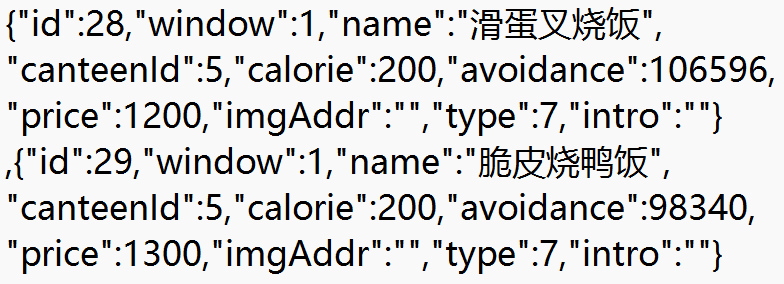 {"id":28,"window":1,"name":"滑蛋叉烧饭",
"canteenId":5,"calorie":200,"avoidance":106596,
"price":1200,"imgAddr":"","type":7,"intro":""}
,{"id":29,"window":1,"name":"脆皮烧鸭饭",
"canteenId":5,"calorie":200,"avoidance":98340,
"price":1300,"imgAddr":"","type":7,"intro":""}